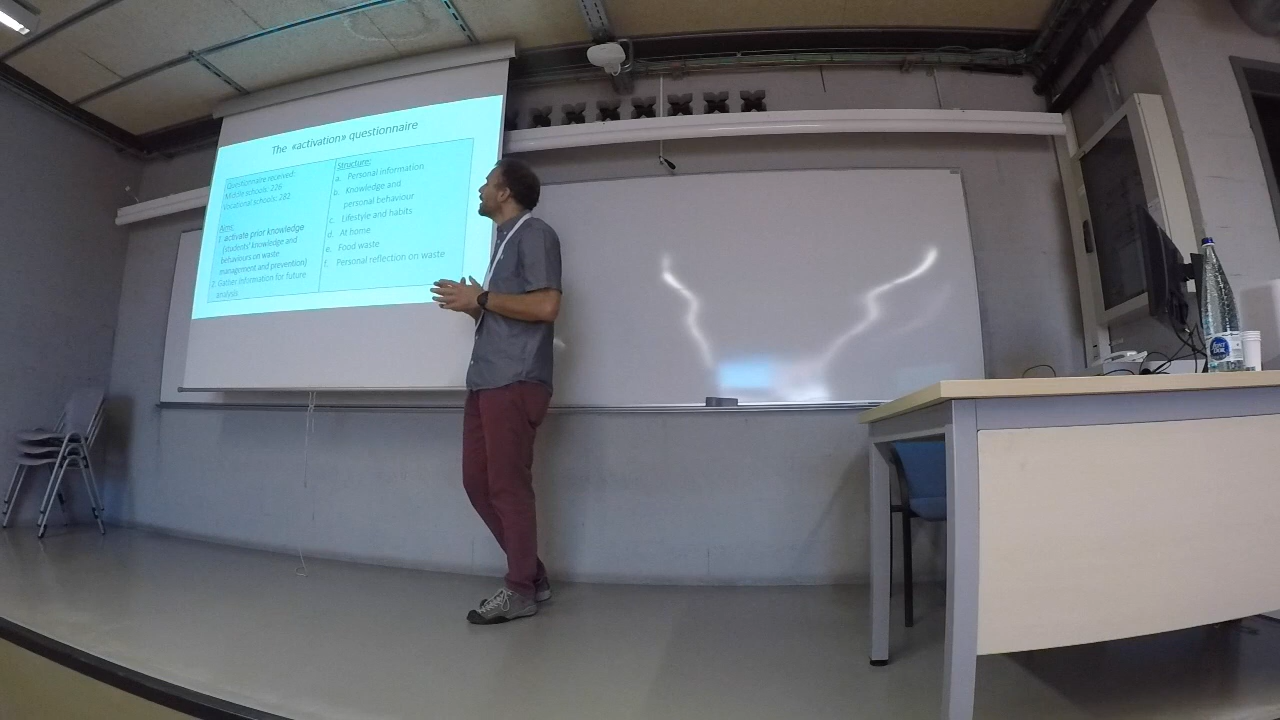 The «activation» questionnaire
Questionnaire received:
Middle schools: 276
Vocational schools: 282
Aims:
1. activate prior knowledge
(students' knowledge and
behaviours on waste
management and prevention)
2. Gather information for future
analysis
Structure:
a. Personal information
b. Knowledge and
personal behaviour
c. Lifestyle and habits
d. At home
e. Food waste
f. Personal reflection on waste